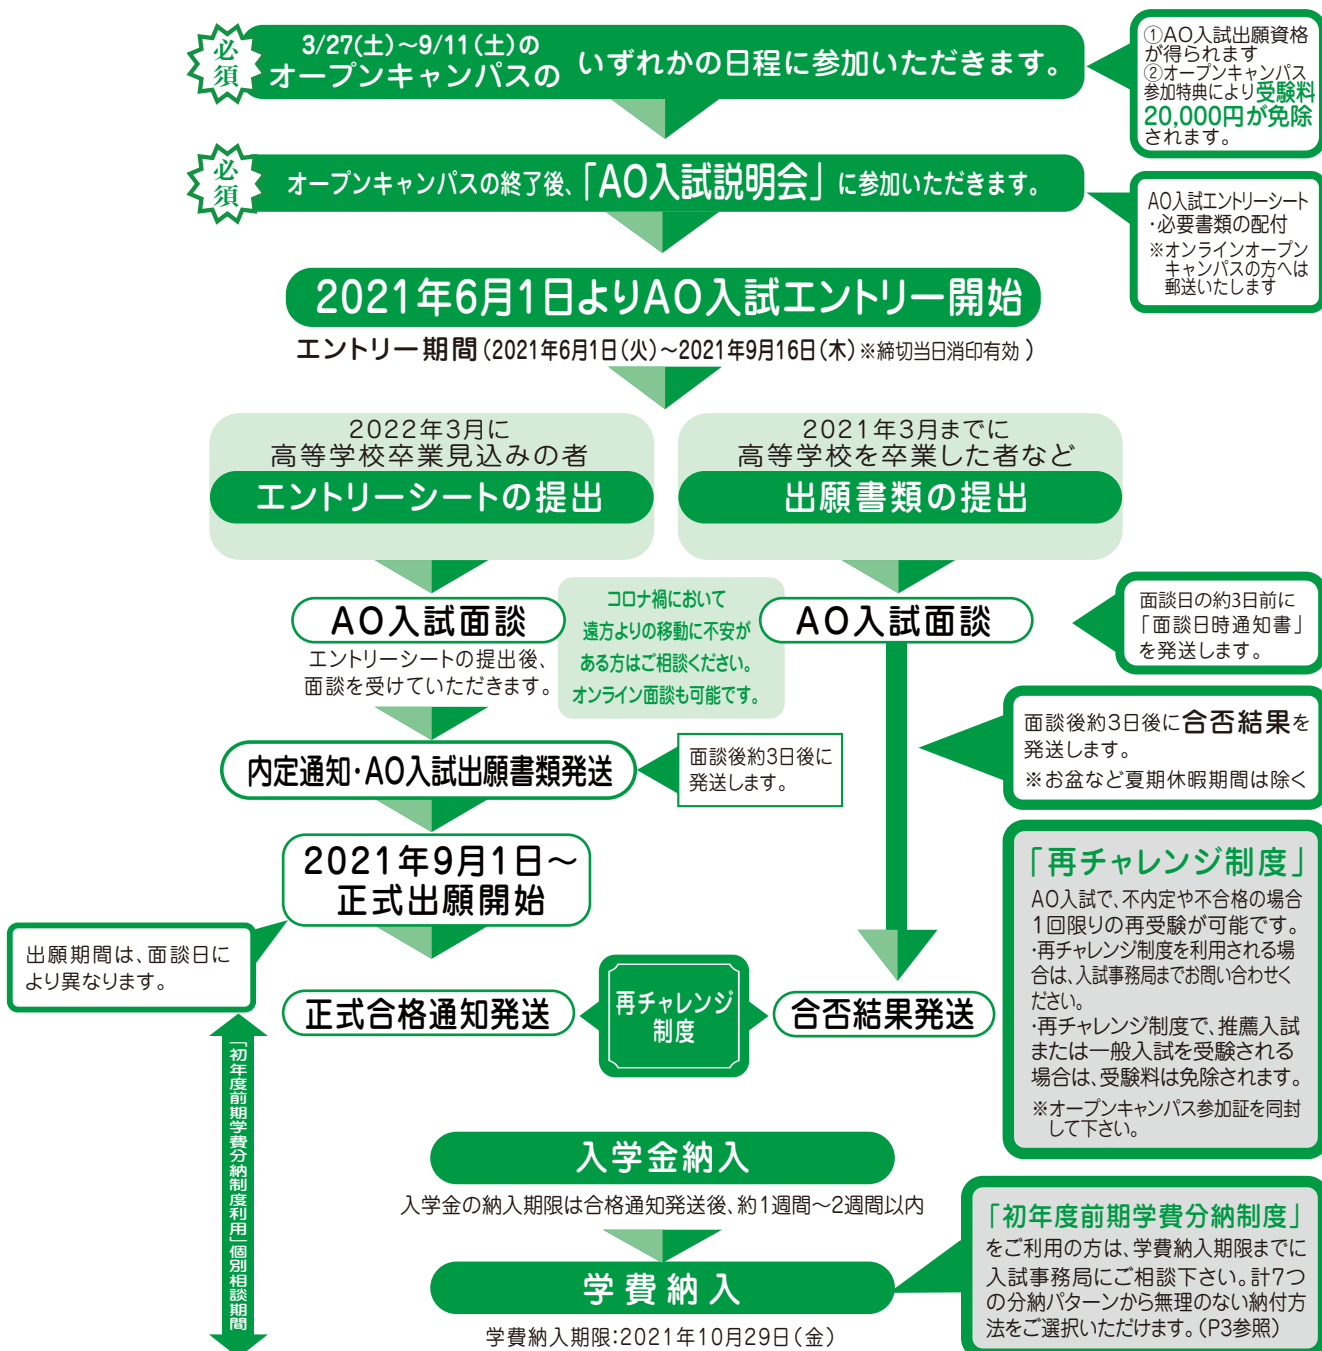 必須
3/27(土)～9/11(土)の
オープンキャンパスの
いずれかの日程に参加いただきます。
①AO入試出願資格
が得られます
②オープンキャンパス
参加特典により受験料
20,000円が免除
されます。
必須
オープンキャンパスの終了後、「AO入試説明会」に参加いただきます。
AO入試エントリーシート
・必要書類の配付
※オンラインオープン
キャンパスの方へは
郵送いたします
2021年6月1日よりAO入試エントリー開始
エントリー期間(2021年6月1日(火)～2021年9月16日(木)※締切当日消印有効)
2022年3月に
高等学校卒業見込みの者
エントリーシートの提出
2021年3月までに
高等学校を卒業した者など
出願書類の提出
AO入試面談
エントリーシートの提出後、
面談を受けていただきます。
コロナ禍において
遠方よりの移動に不安が
ある方はご相談ください。
オンライン面談も可能です。
AO入試面談
面談日の約3日前に
「面談日時通知書」
を発送します。
面談後約3日後に合否結果を
発送します。
※お盆など夏期休暇期間は除く
内定通知・AO入試出願書類発送
面談後約3日後に
発送します。
2021年9月1日～
正式出願開始
出願期間は、面談日に
より異なります。
「再チャレンジ制度」
AO入試で、不内定や不合格の場合
1回限りの再受験が可能です。
・再チャレンジ制度を利用される場
合は、入試事務局までお問い合わせく
ださい。
・再チャレンジ制度で、推薦入試
または一般入試を受験される
場合は、受験料は免除されます。
※オープンキャンパス参加証を同封
して下さい。
正式合格通知発送
再チャレンジ
制度
合否結果発送
「初年度前期学費分納制度利用」個別相談期間
入学金納入
入学金の納入期限は合格通知発送後、約1週間～2週間以内
学費納入
学費納入期限:2021年10月29日(金)
「初年度前期学費分納制度」
をご利用の方は、学費納入期限までに
入試事務局にご相談下さい。計7つ
の分納パターンから無理のない納付方
法をご選択いただけます。(P3参照)